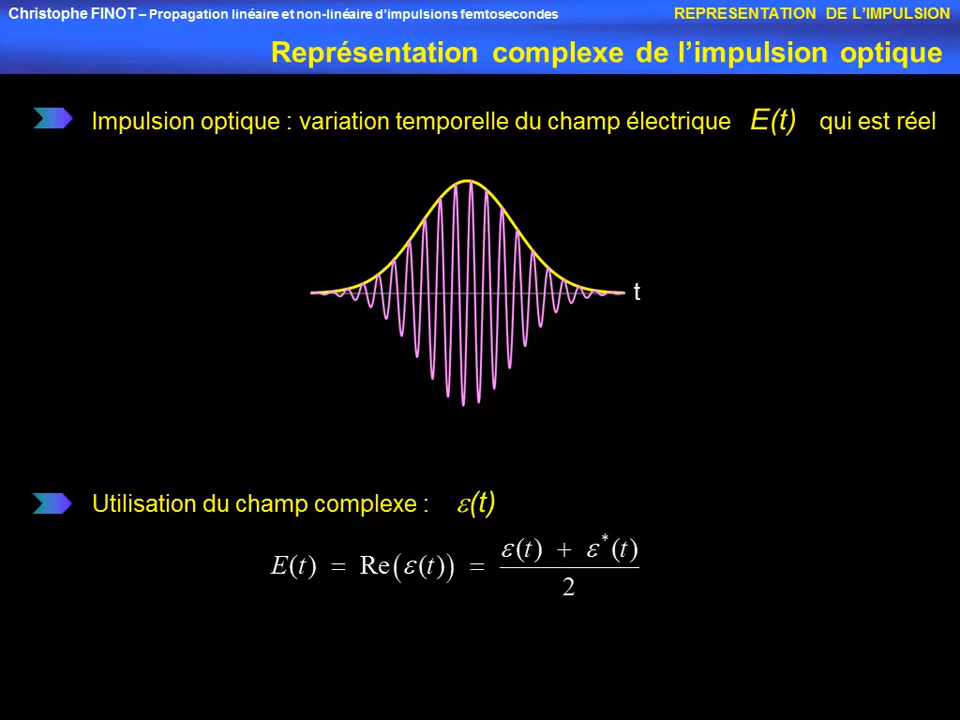 Christophe FINOT – Propagation linéaire et non-linéaire d’impulsions femtosecondes REPRESENTATION DE L’IMPULSION
Représentation complexe de l’impulsion optique
Impulsion optique : variation temporelle du champ électrique E(t) qui est réel
t
Utilisation du champ complexe : ε(t)
E(t) = Re(ε(t)) = (ε(t) + ε*(t)) / 2